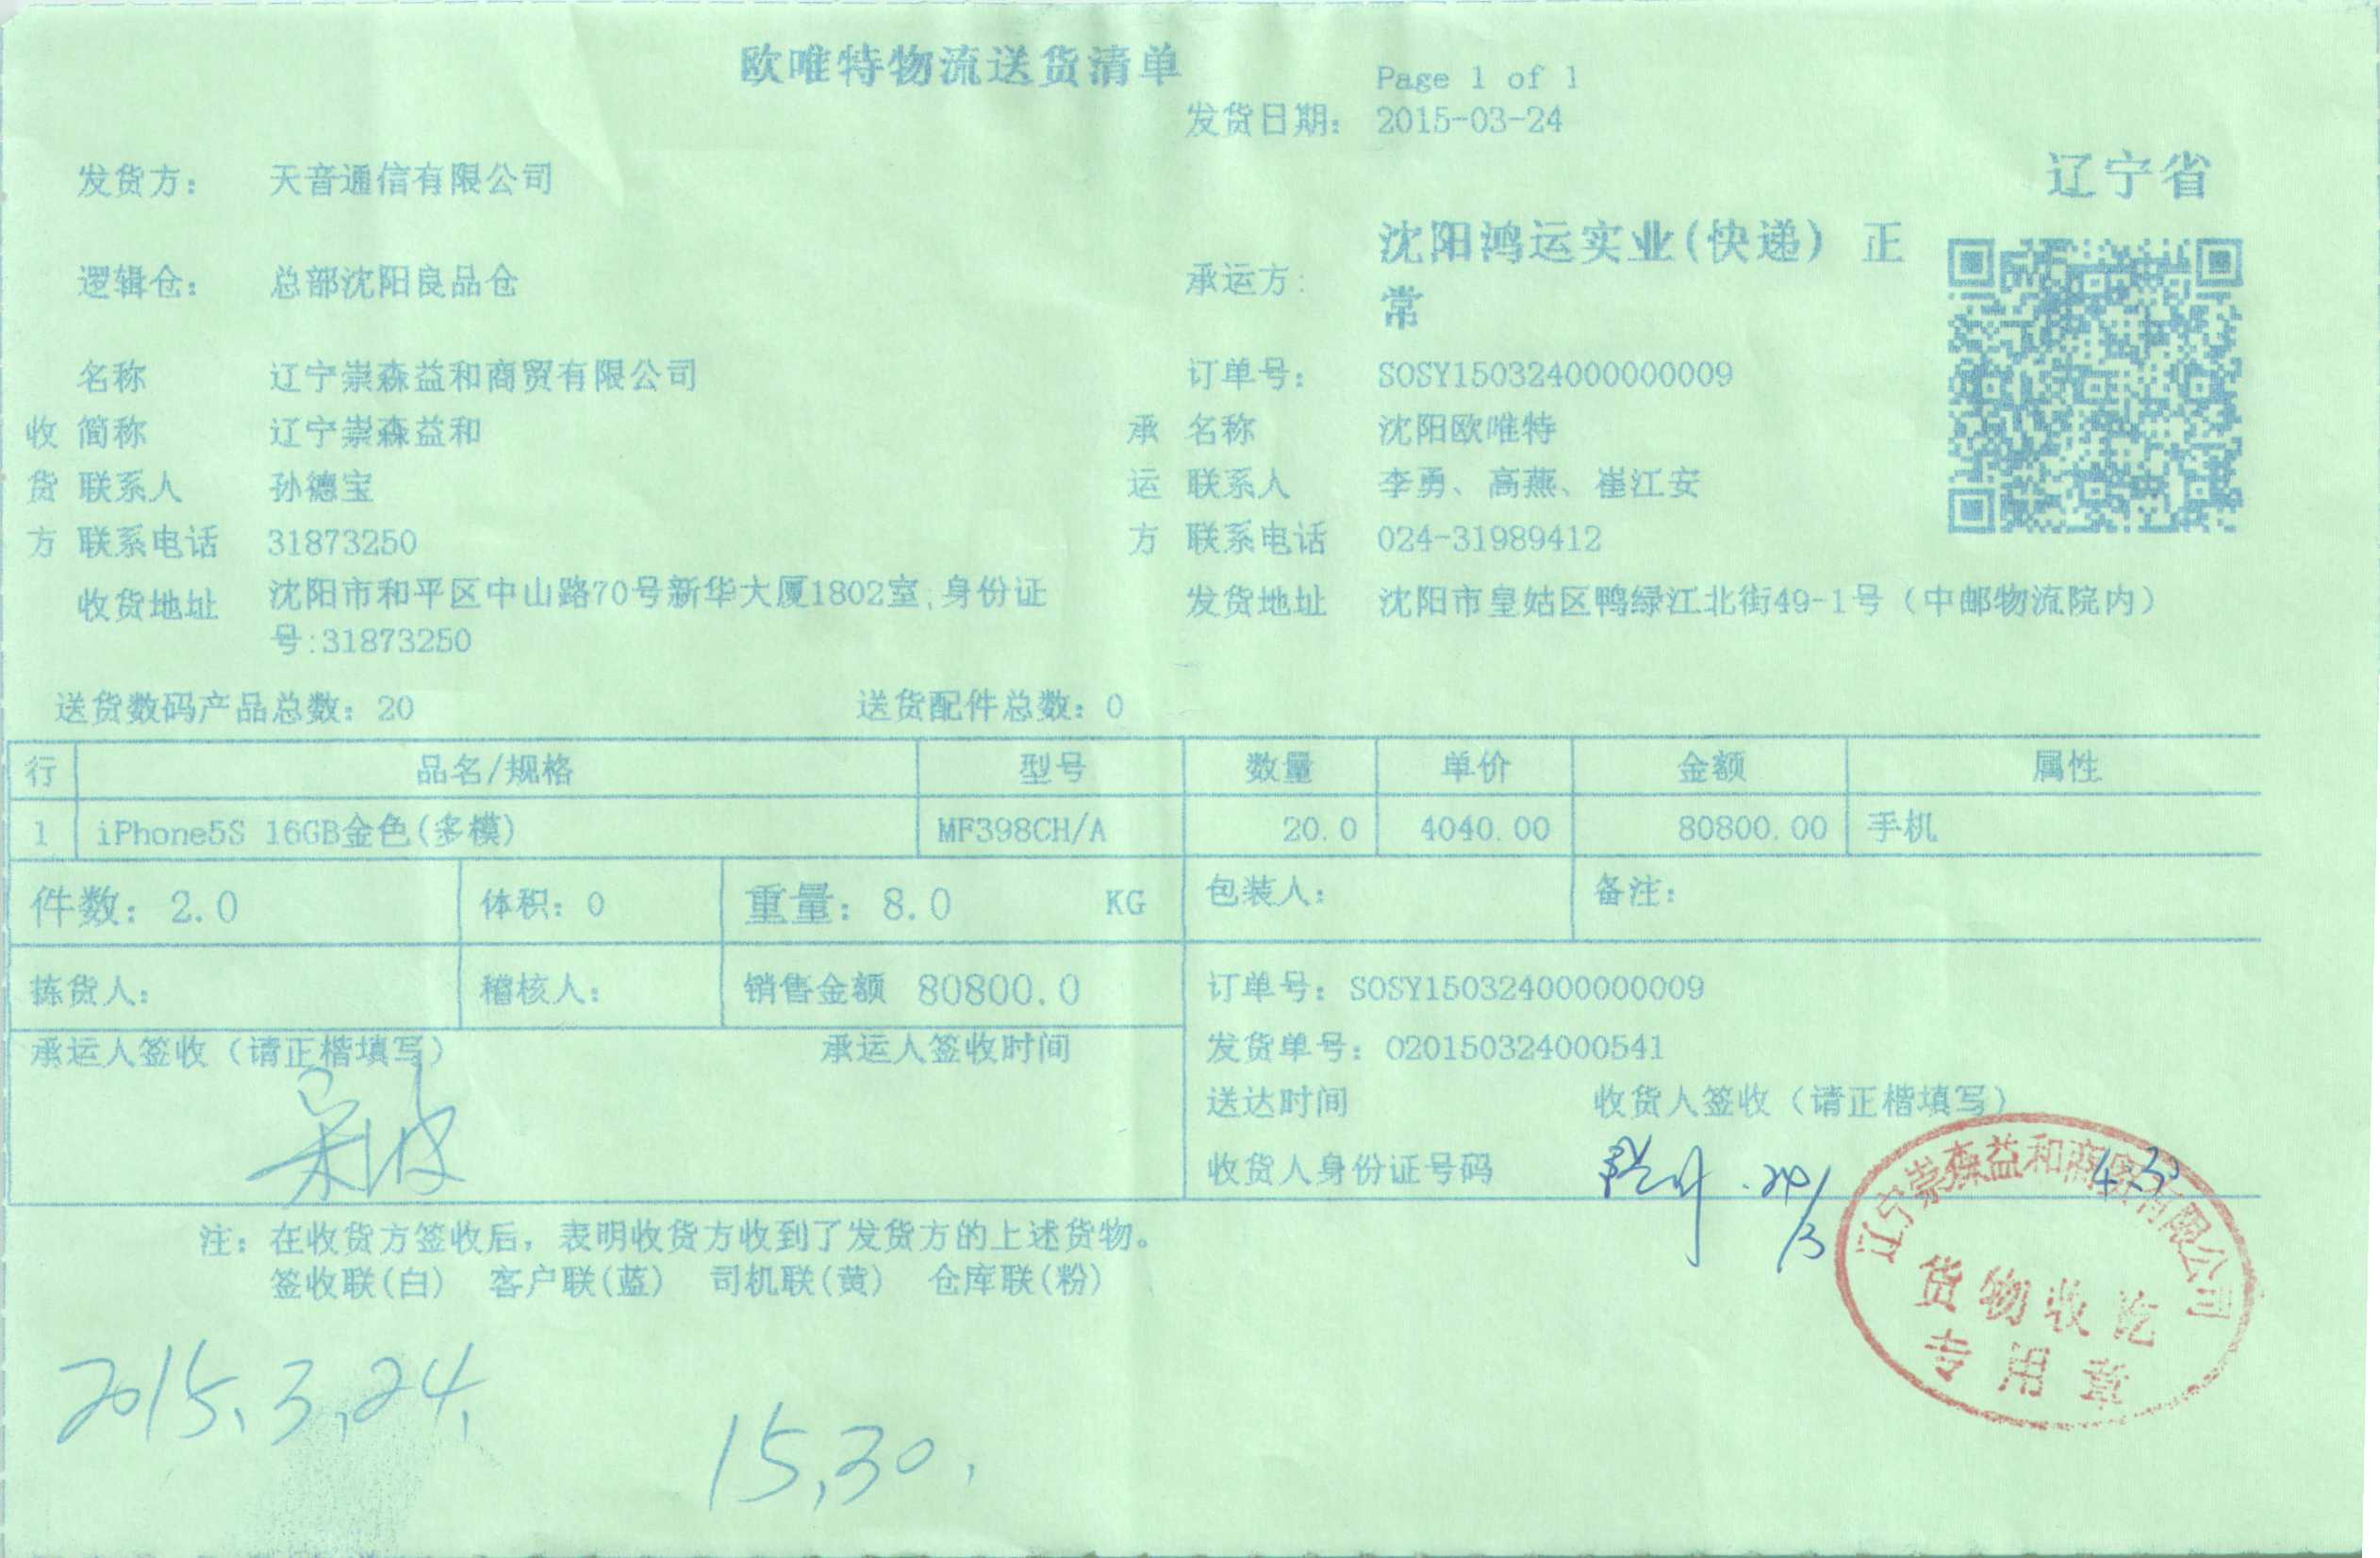 欧唯特物流送货清单
Page 1 of 1
发货日期: 2015-03-24
辽宁省
发货方: 天音通信有限公司
逻辑仓: 总部沈阳良品仓
承运方: 沈阳鸿运实业(快递) 正
常
名称 辽宁崇森益和商贸有限公司
订单号: SOSY150324000000009
收 简称 辽宁崇森益和
承 名称 沈阳欧唯特
货 联系人 孙德宝
运 联系人 李勇、高燕、崔江安
方 联系电话 31873250
方 联系电话 024-31989412
收货地址 沈阳市和平区中山路70号新华大厦1802室;身份证
号:31873250
发货地址 沈阳市皇姑区鸭绿江北街49-1号（中邮物流院内）
送货数码产品总数: 20 送货配件总数: 0
行 品名/规格 型号 数量 单价 金额 属性
1 iPhone5S 16GB金色(多模) MF398CH/A 20.0 4040.00 80800.00 手机
件数: 2.0 体积: 0 重量: 8.0 KG 包装人: 备注:
拣货人: 稽核人: 销售金额 80800.0 订单号: SOSY150324000000009
承运人签收（请正楷填写） 承运人签收时间
发货单号: 020150324000541
送达时间 收货人签收（请正楷填写）
收货人身份证号码
24/3
辽宁崇森益和商贸有限公司
货物收讫
专用章
注: 在收货方签收后, 表明收货方收到了发货方的上述货物。
签收联(白) 客户联(蓝) 司机联(黄) 仓库联(粉)
2015.3.24.
15.30.